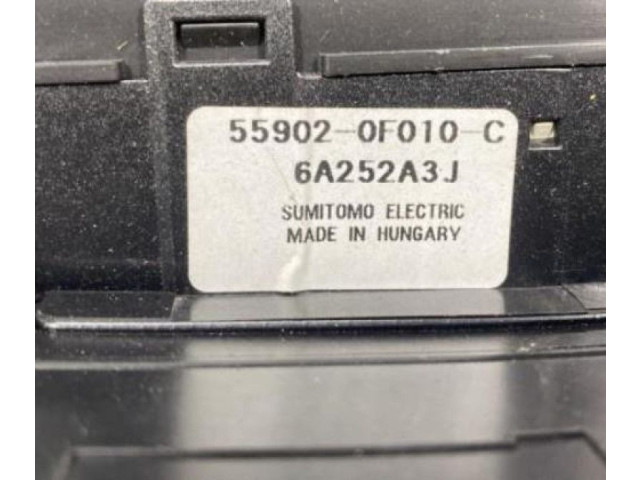 55902-0F010-C
6A252A3J
SUMITOMO ELECTRIC
MADE IN HUNGARY